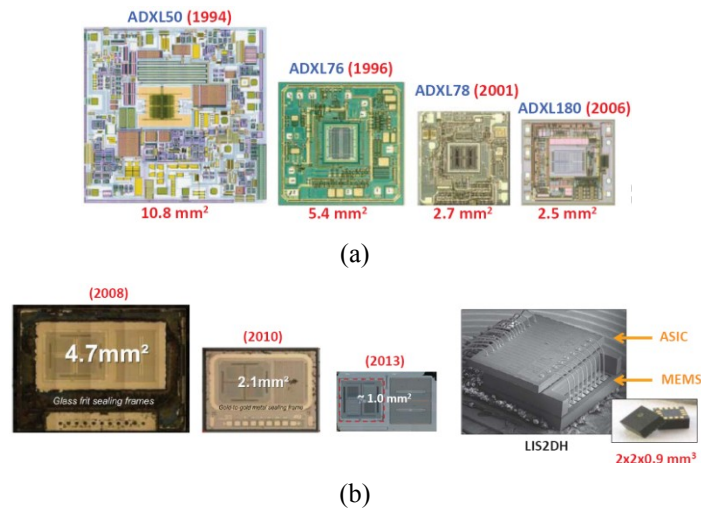 ADXL50 (1994)
ADXL76 (1996)
ADXL78 (2001)
ADXL180 (2006)
10.8 mm²
5.4 mm²
2.7 mm²
2.5 mm²
(a)
(2008)
4.7mm²
Glass frit sealing frames
(2010)
2.1mm²
Gold-to gold metal sealing frame
(2013)
~ 1.0 mm²
ASIC
MEMS
LIS2DH
2x2x0.9 mm³
(b)